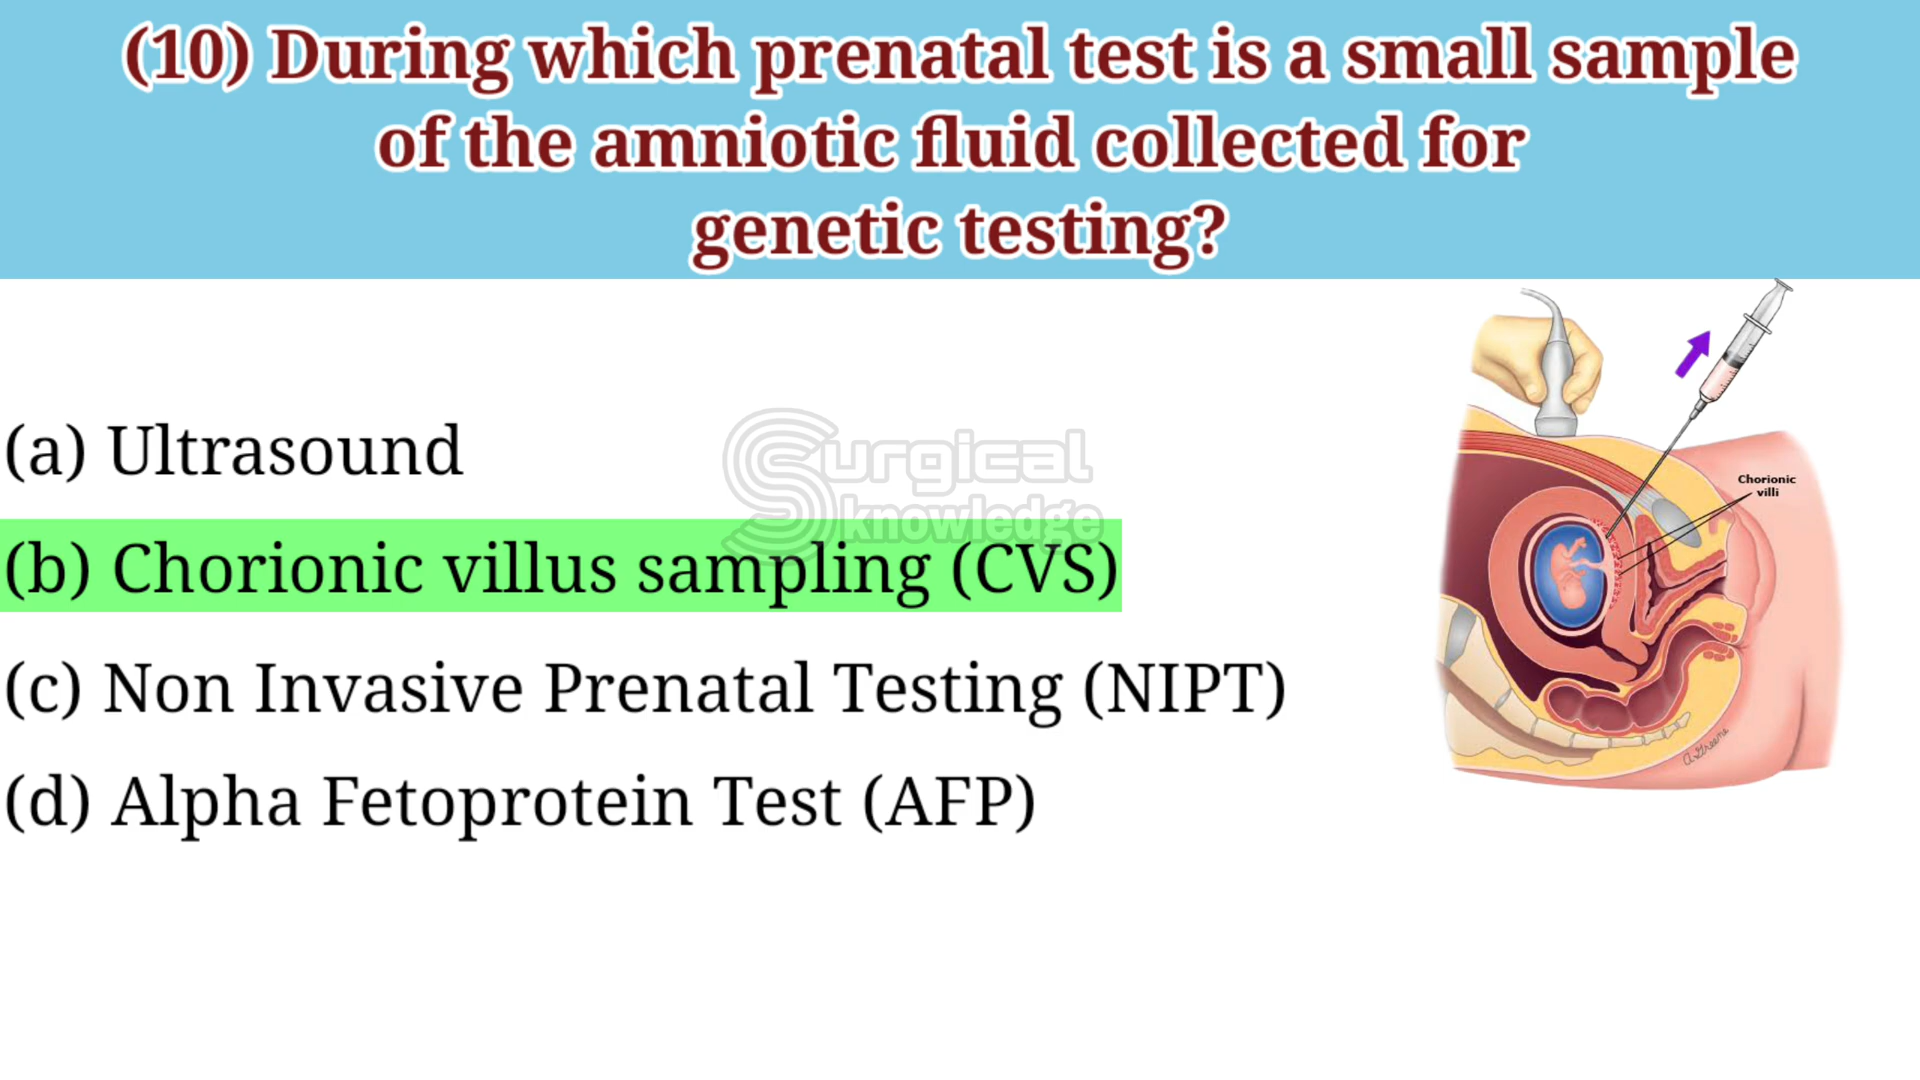 (10) During which prenatal test is a small sample
of the amniotic fluid collected for
genetic testing?
(a) Ultrasound
Surgical
knowledge
(b) Chorionic villus sampling (CVS)
(c) Non Invasive Prenatal Testing (NIPT)
(d) Alpha Fetoprotein Test (AFP)
Chorionic
villi
A. Greene